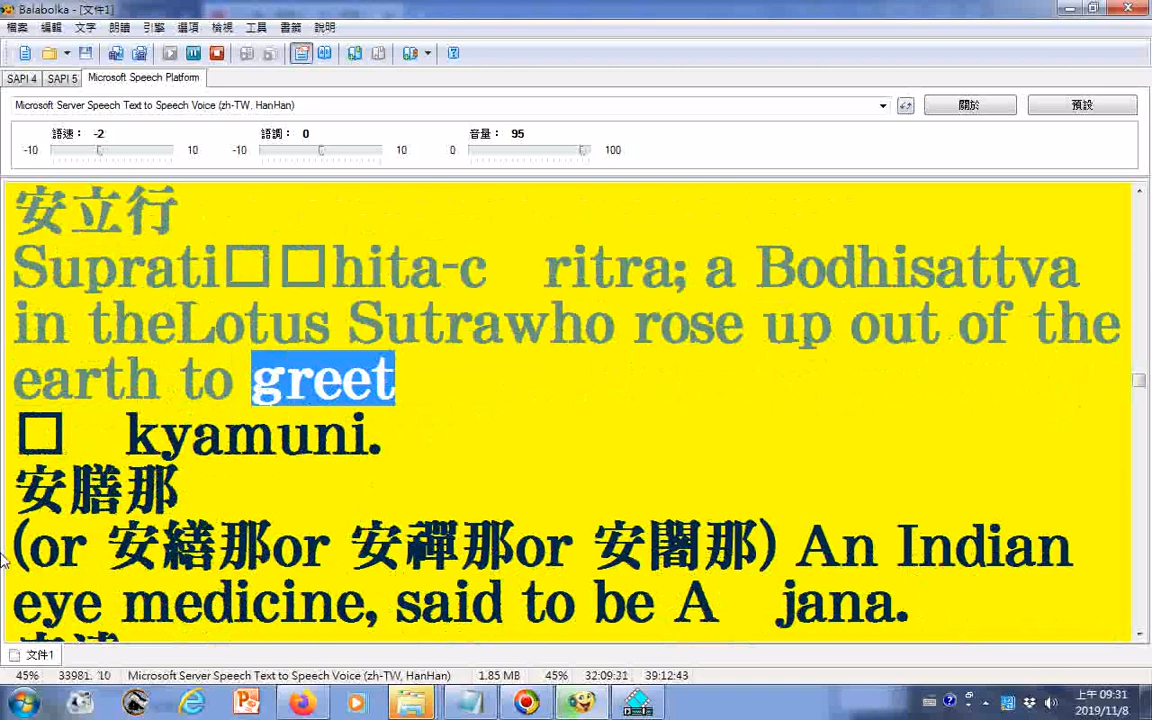 Balabolka - [文件1]
檔案 編輯 文字 朗讀 引擎 選項 檢視 工具 書籤 說明
SAPI 4 SAPI 5 Microsoft Speech Platform
Microsoft Server Speech Text to Speech Voice (zh-TW, HanHan) 關於 預設
語速： -2 語調： 0 音量： 95
-10 10 -10 10 0 100
安立行
Suprati□□hita-c ritra; a Bodhisattva
in theLotus Sutrawho rose up out of the
earth to greet
□ kyamuni.
安膳那
(or 安繕那or 安禪那or 安闍那) An Indian
eye medicine, said to be A jana.
文件1
45% 33981: '10 Microsoft Server Speech Text to Speech Voice (zh-TW, HanHan) 1.85 MB 45% 32:09:31 39:12:43
上午 09:31
2019/11/8